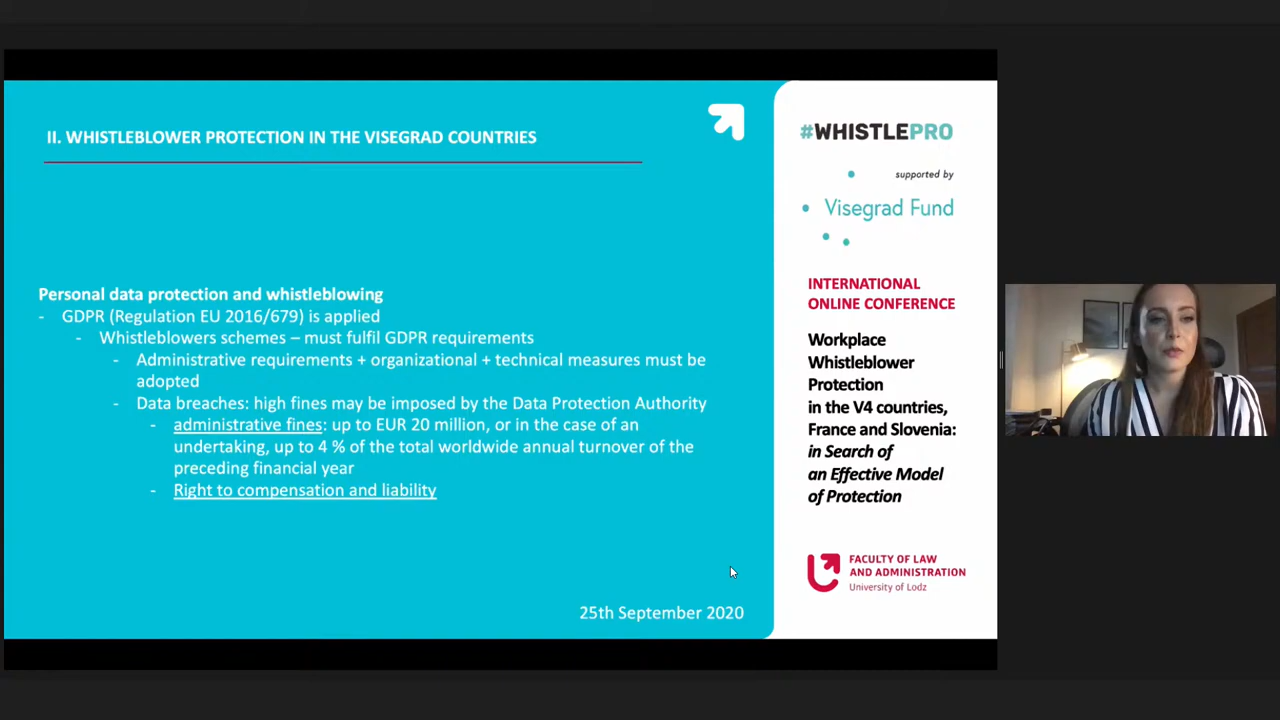 II. WHISTLEBLOWER PROTECTION IN THE VISEGRAD COUNTRIES
Personal data protection and whistleblowing
- GDPR (Regulation EU 2016/679) is applied
- Whistleblowers schemes – must fulfil GDPR requirements
- Administrative requirements + organizational + technical measures must be
adopted
- Data breaches: high fines may be imposed by the Data Protection Authority
- administrative fines: up to EUR 20 million, or in the case of an
undertaking, up to 4 % of the total worldwide annual turnover of the
preceding financial year
- Right to compensation and liability
25th September 2020
#WHISTLEPRO
supported by
Visegrad Fund
INTERNATIONAL
ONLINE CONFERENCE
Workplace
Whistleblower
Protection
in the V4 countries,
France and Slovenia:
in Search of
an Effective Model
of Protection
FACULTY OF LAW
AND ADMINISTRATION
University of Lodz